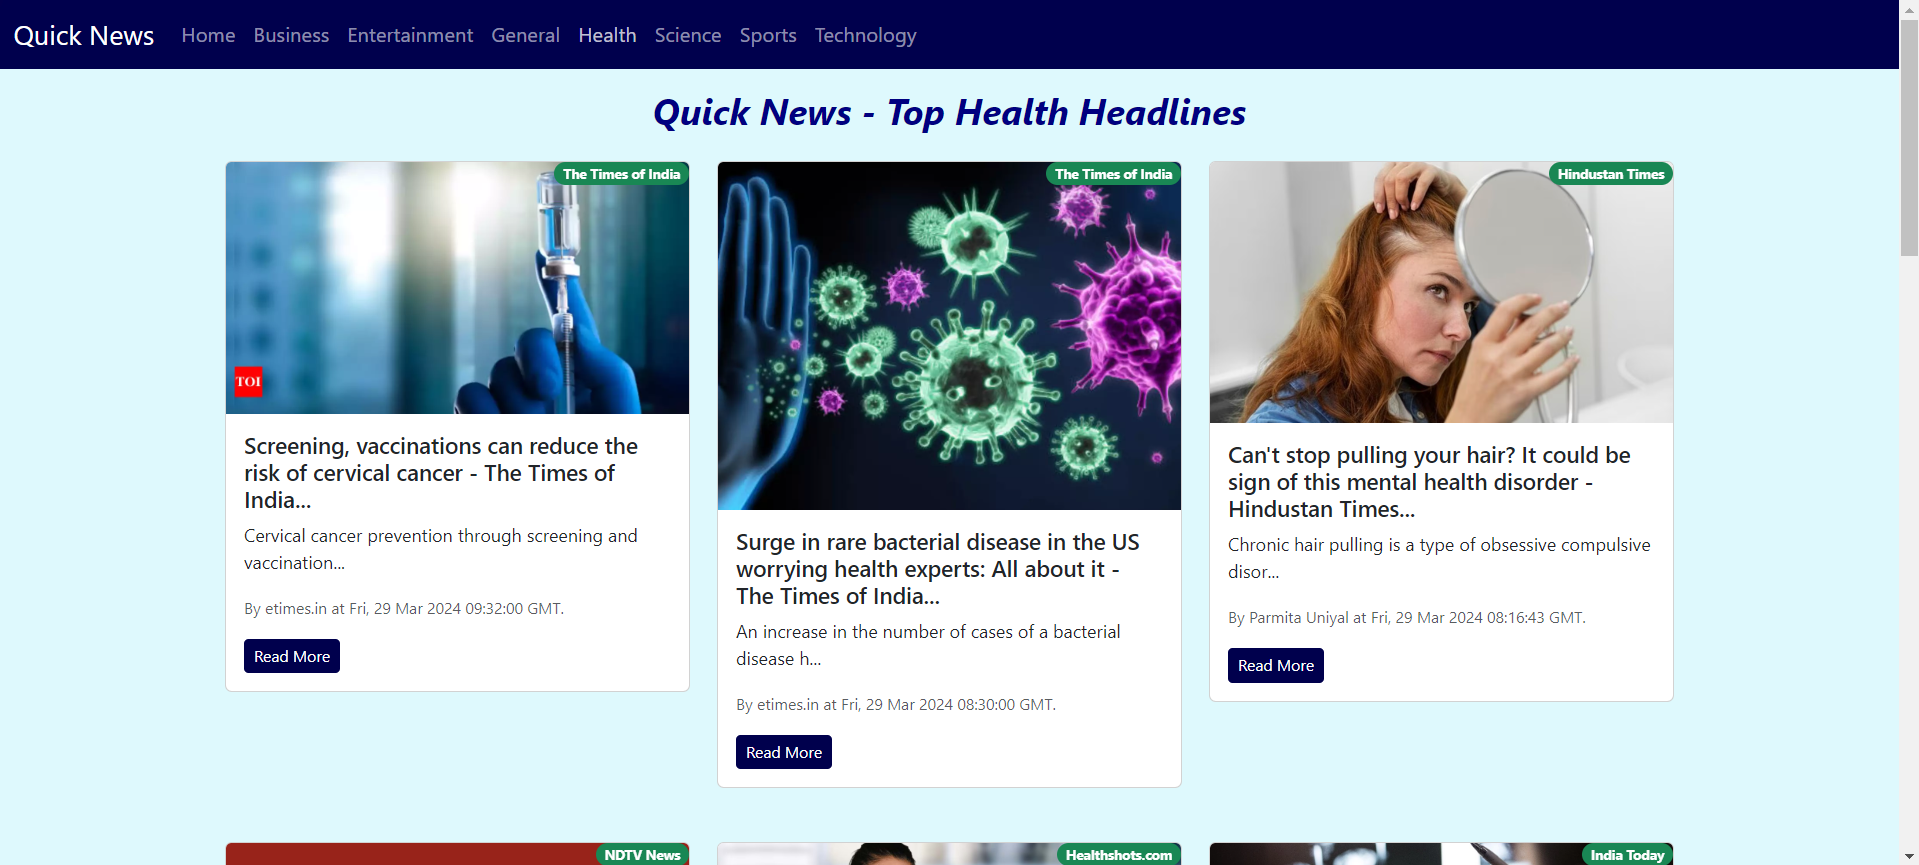 Quick News Home Business Entertainment General Health Science Sports Technology
Quick News - Top Health Headlines
The Times of India
TOI
Screening, vaccinations can reduce the
risk of cervical cancer - The Times of
India...
Cervical cancer prevention through screening and
vaccination...
By etimes.in at Fri, 29 Mar 2024 09:32:00 GMT.
Read More
The Times of India
Surge in rare bacterial disease in the US
worrying health experts: All about it -
The Times of India...
An increase in the number of cases of a bacterial
disease h...
By etimes.in at Fri, 29 Mar 2024 08:30:00 GMT.
Read More
Hindustan Times
Can't stop pulling your hair? It could be
sign of this mental health disorder -
Hindustan Times...
Chronic hair pulling is a type of obsessive compulsive
disor...
By Parmita Uniyal at Fri, 29 Mar 2024 08:16:43 GMT.
Read More
NDTV News
Healthshots.com
India Today